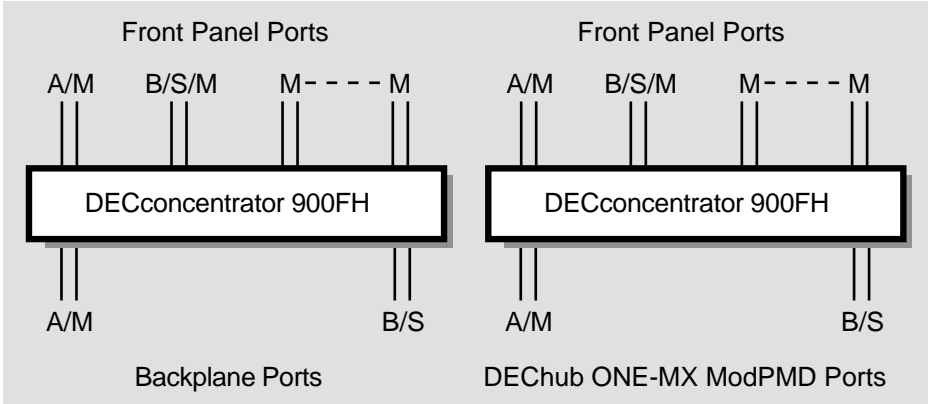 Front Panel Ports Front Panel Ports
A/M B/S/M M M A/M B/S/M M M
DECconcentrator 900FH DECconcentrator 900FH
A/M B/S A/M B/S
Backplane Ports DEChub ONE-MX ModPMD Ports